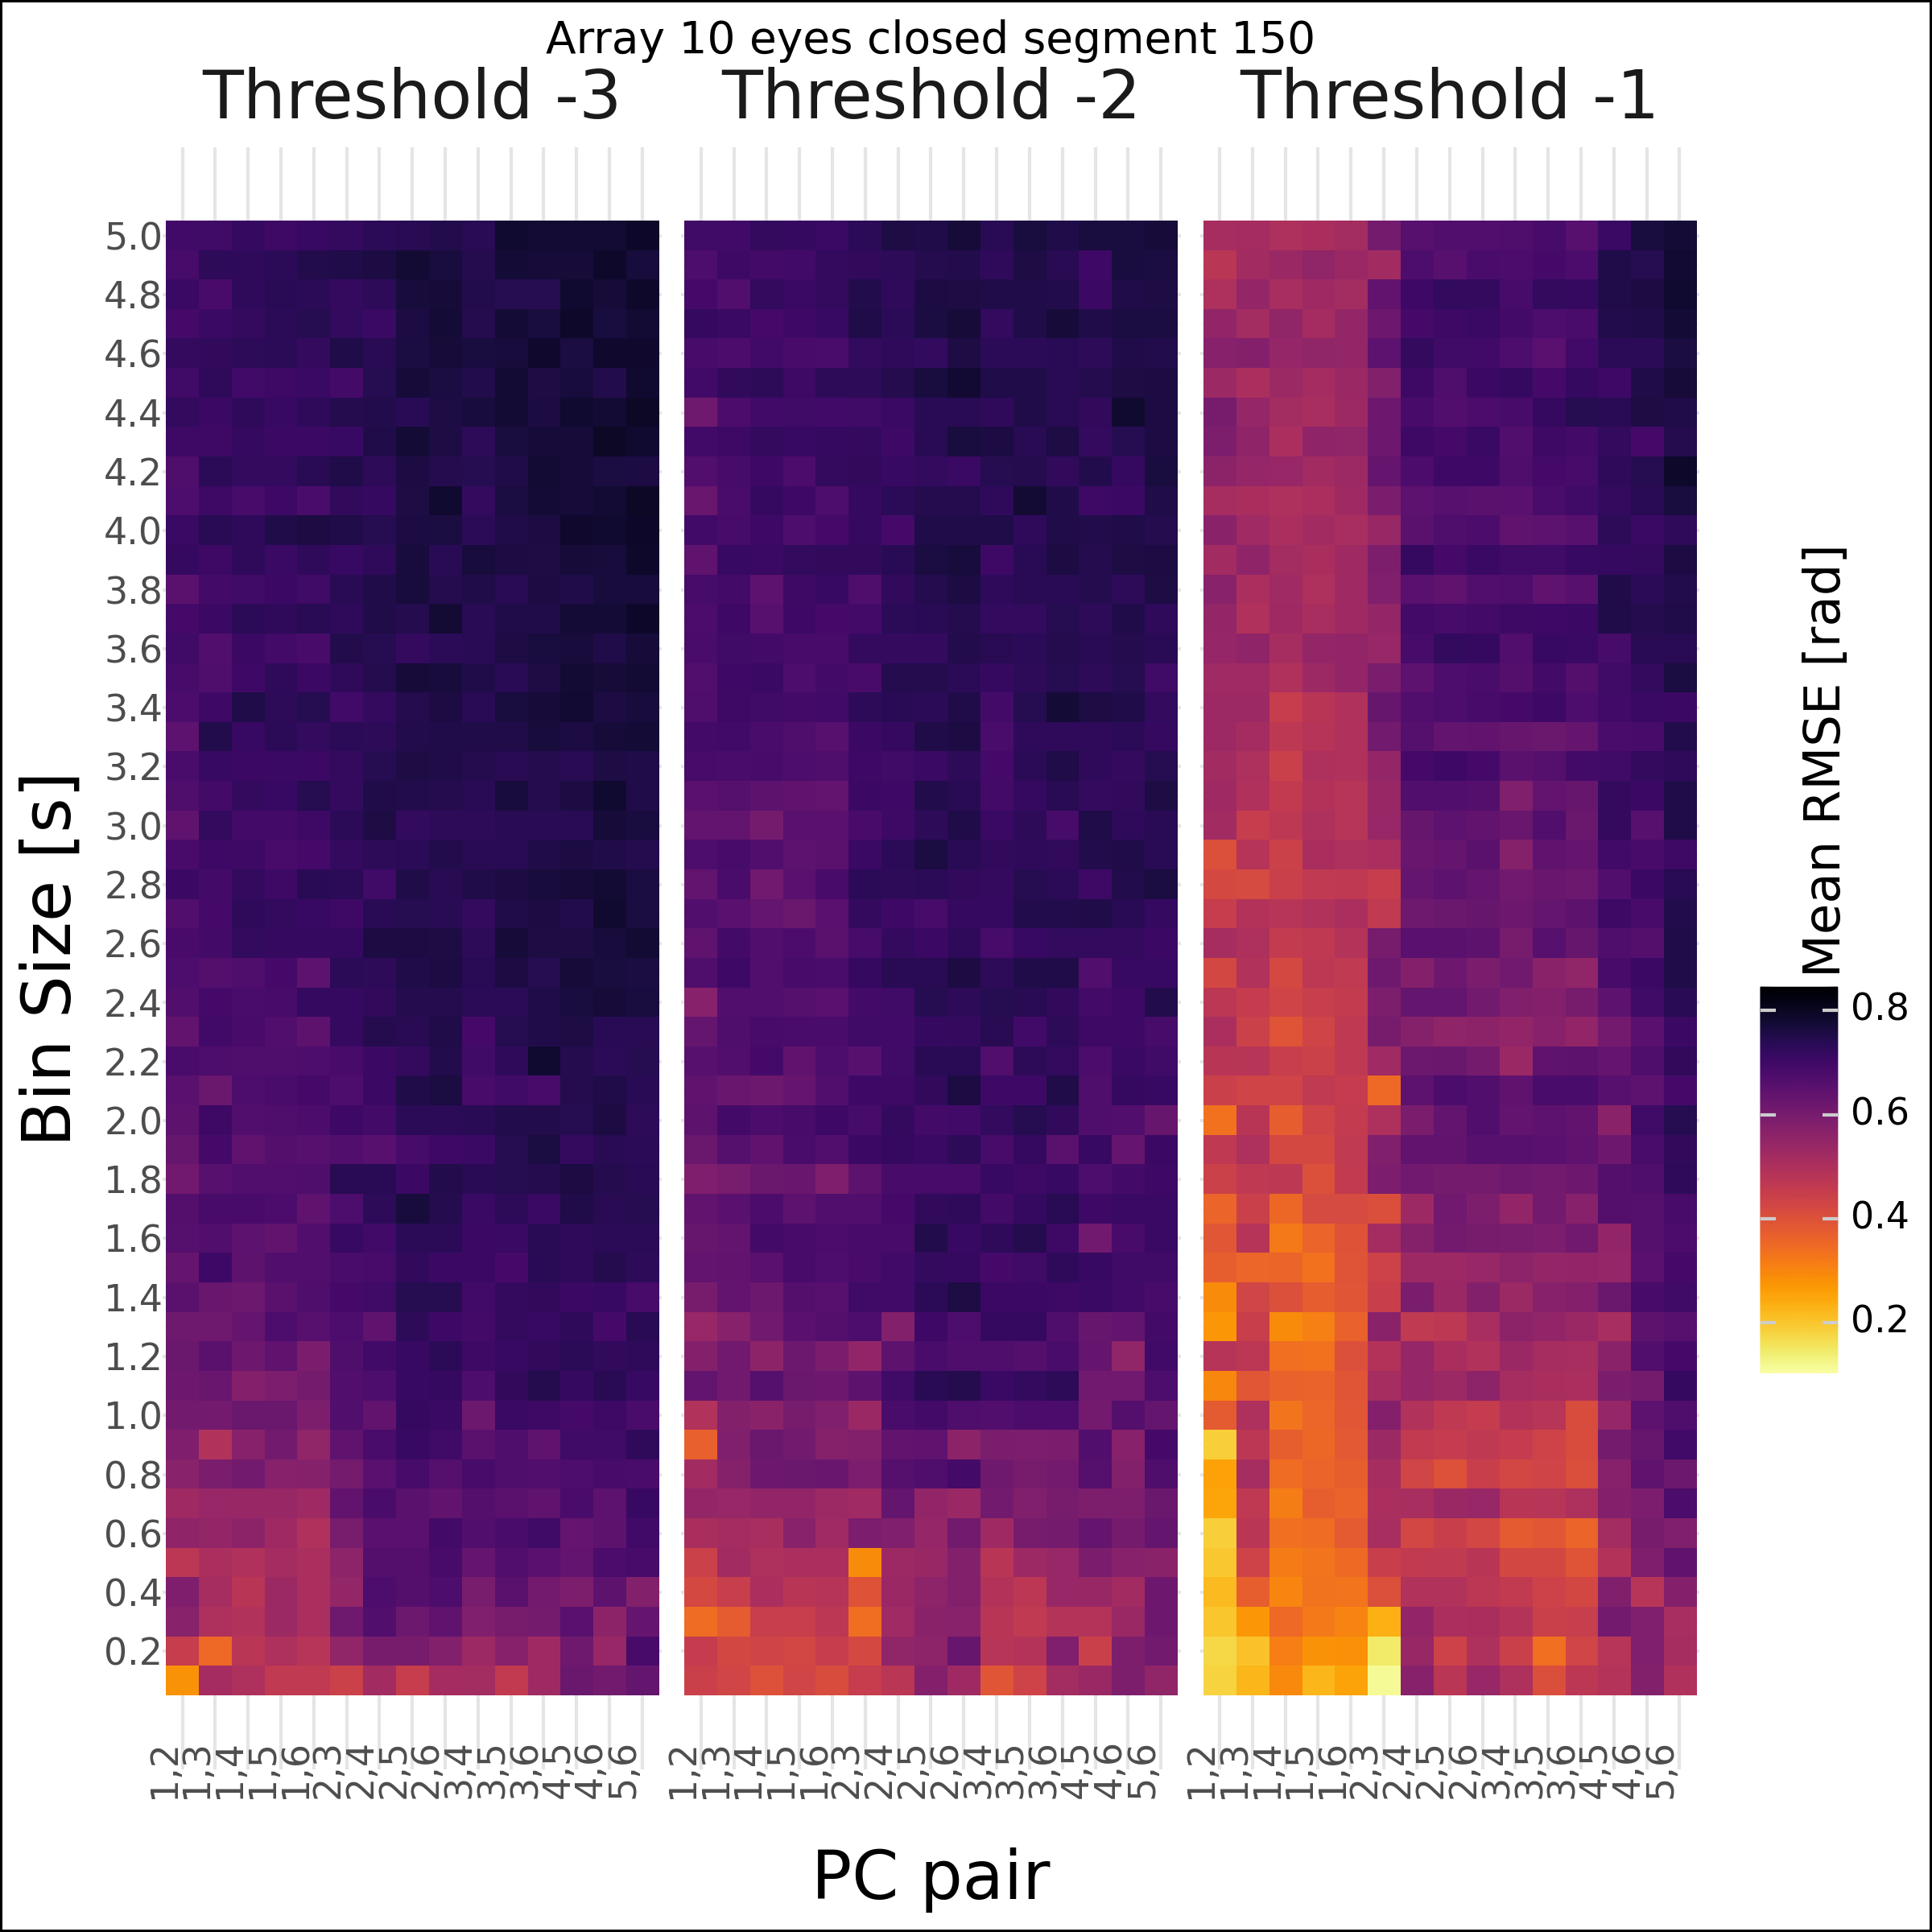 Array 10 eyes closed segment 150
Threshold -3
Threshold -2
Threshold -1
Bin Size [s]
5.0
4.8
4.6
4.4
4.2
4.0
3.8
3.6
3.4
3.2
3.0
2.8
2.6
2.4
2.2
2.0
1.8
1.6
1.4
1.2
1.0
0.8
0.6
0.4
0.2
1,2 1,3 1,4 1,5 1,6 2,3 2,4 2,5 2,6 3,4 3,5 3,6 4,5 4,6 5,6
1,2 1,3 1,4 1,5 1,6 2,3 2,4 2,5 2,6 3,4 3,5 3,6 4,5 4,6 5,6
1,2 1,3 1,4 1,5 1,6 2,3 2,4 2,5 2,6 3,4 3,5 3,6 4,5 4,6 5,6
PC pair
Mean RMSE [rad]
0.8
0.6
0.4
0.2